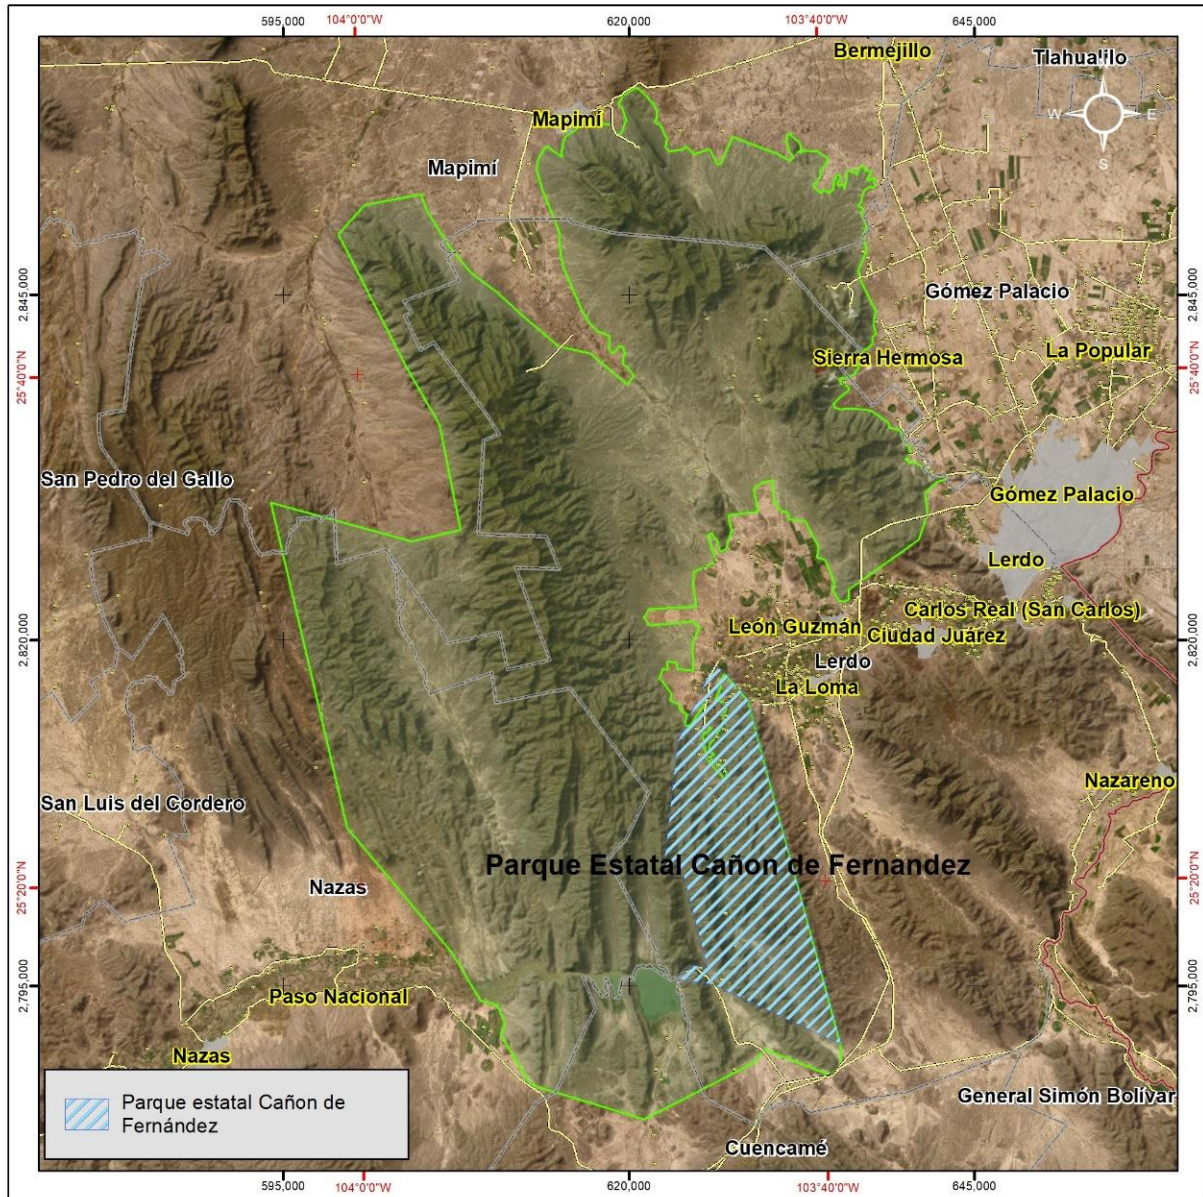 595,000
104°0'0"W
620,000
103°40'0"W
645,000
Bermejillo
Tlahualilo
N
W
E
S
Mapimí
Mapimí
2,845,000
Gómez Palacio
2,845,000
Sierra Hermosa
La Popular
25°40'0"N
25°40'0"N
San Pedro del Gallo
Gómez Palacio
Lerdo
Carlos Real (San Carlos)
León Guzmán
Ciudad Juárez
2,820,000
2,820,000
Lerdo
La Loma
Nazareno
San Luis del Cordero
Parque Estatal Cañon de Fernandez
25°20'0"N
25°20'0"N
Nazas
2,795,000
2,795,000
Paso Nacional
Nazas
General Simón Bolívar
Parque estatal Cañon de
Fernández
Cuencamé
595,000
104°0'0"W
620,000
103°40'0"W
645,000